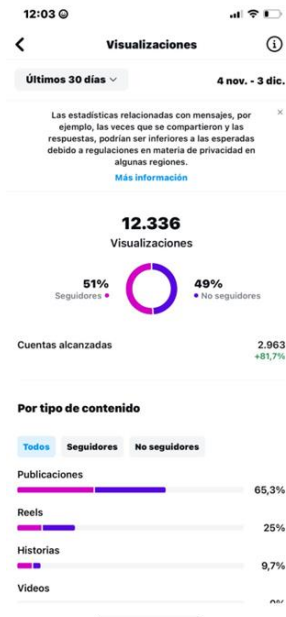 12:03
Visualizaciones
Últimos 30 días
4 nov. - 3 dic.
Las estadísticas relacionadas con mensajes, por
ejemplo, las veces que se compartieron y las
respuestas, podrían ser inferiores a las esperadas
debido a regulaciones en materia de privacidad en
algunas regiones.
Más información
12.336
Visualizaciones
51%
Seguidores
49%
No seguidores
Cuentas alcanzadas
2.963
+81,7%
Por tipo de contenido
Todos Seguidores No seguidores
Publicaciones
65,3%
Reels
25%
Historias
9,7%
Videos